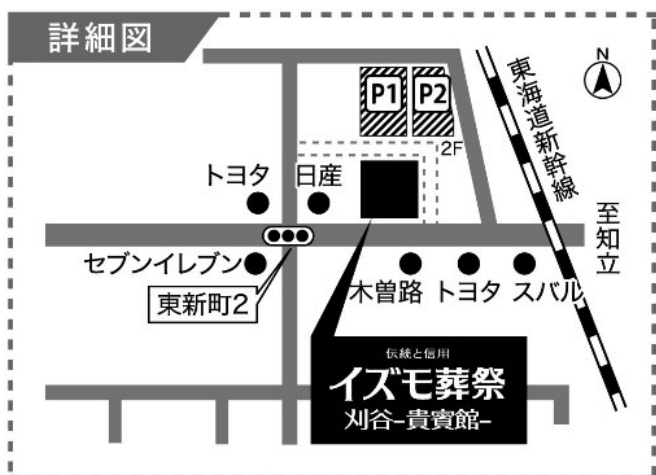 詳細図
N
P1 P2
2F
東海道新幹線
トヨタ 日産
至知立
セブンイレブン
木曽路 トヨタ スバル
東新町2
伝統と信用
イズモ葬祭
刈谷-貴賓館-